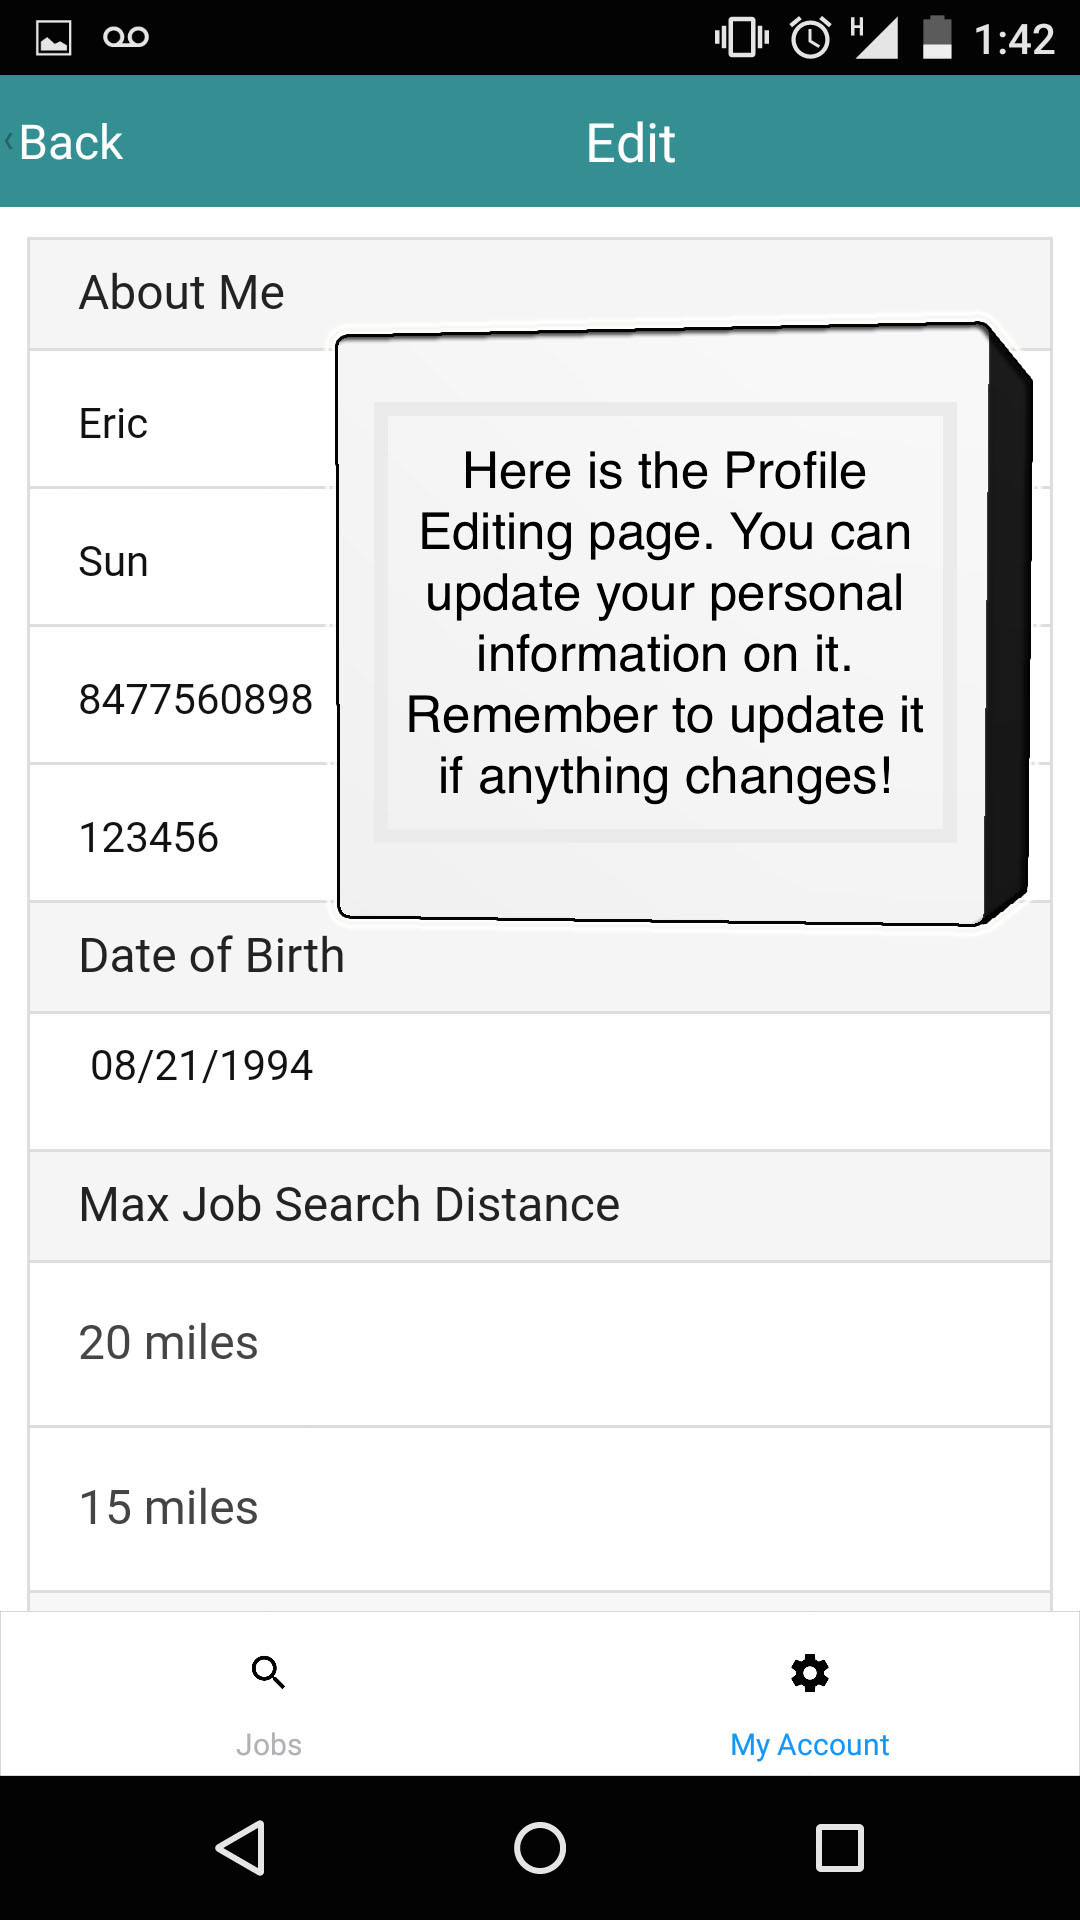 1:42
Back
Edit
About Me
Eric
Sun
8477560898
123456
Here is the Profile
Editing page. You can
update your personal
information on it.
Remember to update it
if anything changes!
Date of Birth
08/21/1994
Max Job Search Distance
20 miles
15 miles
Jobs
My Account